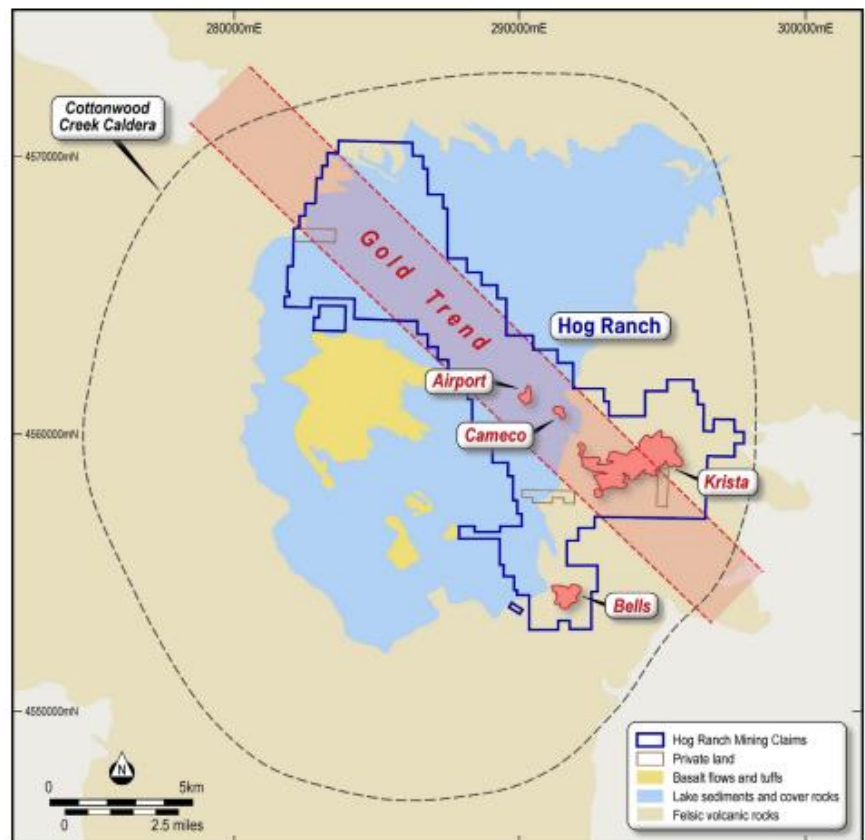 280000mE
290000mE
300000mE
Cottonwood
Creek Caldera
4570000mN
Gold Trend
Hog Ranch
Airport
Cameco
4560000mN
Krista
Bells
4550000mN
N
0 5km
0 2.5 miles
Hog Ranch Mining Claims
Private land
Basalt flows and tuffs
Lake sediments and cover rocks
Felsic volcanic rocks